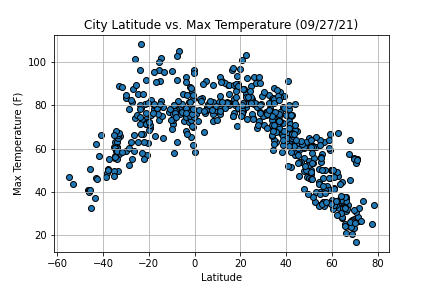 City Latitude vs. Max Temperature (09/27/21)
100
80
60
40
20
Max Temperature (F)
−60 −40 −20 0 20 40 60 80
Latitude